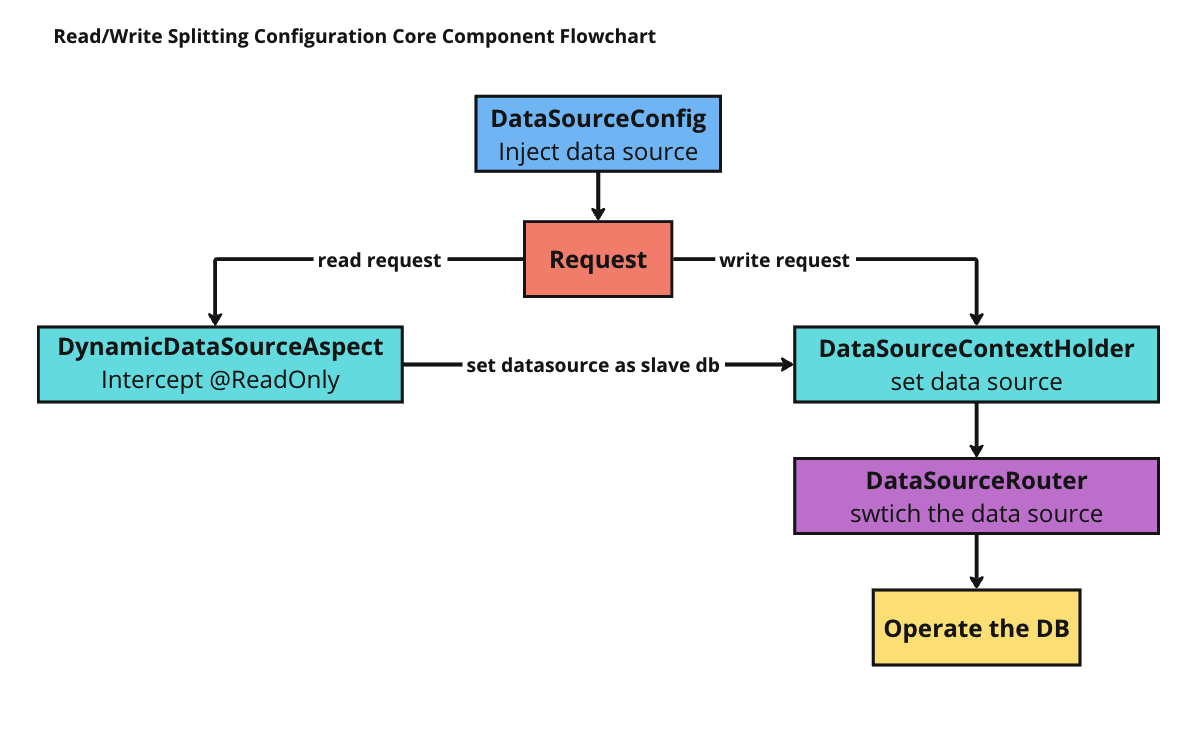 Read/Write Splitting Configuration Core Component Flowchart
DataSourceConfig
Inject data source
Request
read request
write request
DynamicDataSourceAspect
Intercept @ReadOnly
set datasource as slave db
DataSourceContextHolder
set data source
DataSourceRouter
swtich the data source
Operate the DB